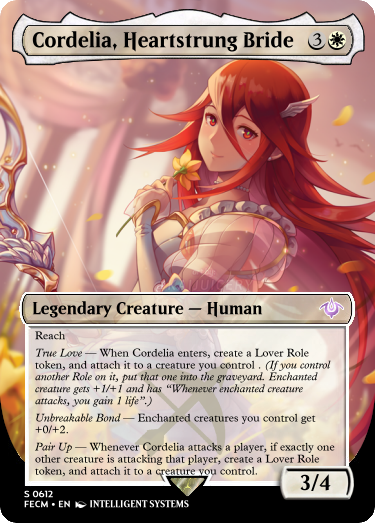 Cordelia, Heartstrung Bride 3
Legendary Creature — Human
Reach
True Love — When Cordelia enters, create a Lover Role
token, and attach it to a creature you control . (If you control
another Role on it, put that one into the graveyard. Enchanted
creature gets +1/+1 and has "Whenever enchanted creature
attacks, you gain 1 life".)
Unbreakable Bond — Enchanted creatures you control get
+0/+2.
Pair Up — Whenever Cordelia attacks a player, if exactly one
other creature is attacking that player, create a Lover Role
token, and attach it to a creature you control.
3/4
S 0612
FECM • EN INTELLIGENT SYSTEMS